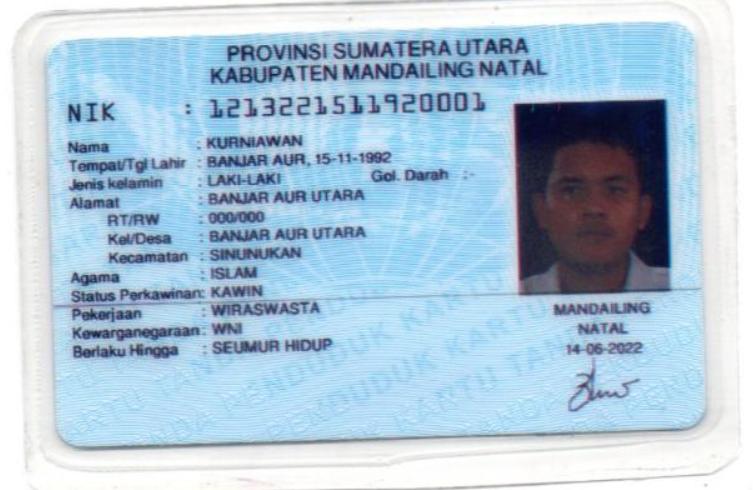 PROVINSI SUMATERA UTARA
KABUPATEN MANDAILING NATAL
NIK : 1213221511920001
Nama : KURNIAWAN
Tempat/Tgl Lahir : BANJAR AUR, 15-11-1992
Jenis kelamin : LAKI-LAKI Gol. Darah :-
Alamat : BANJAR AUR UTARA
RT/RW : 000/000
Kel/Desa : BANJAR AUR UTARA
Kecamatan : SINUNUKAN
Agama : ISLAM
Status Perkawinan: KAWIN
Pekerjaan : WIRASWASTA
Kewarganegaraan: WNI
Berlaku Hingga : SEUMUR HIDUP
MANDAILING
NATAL
14-06-2022